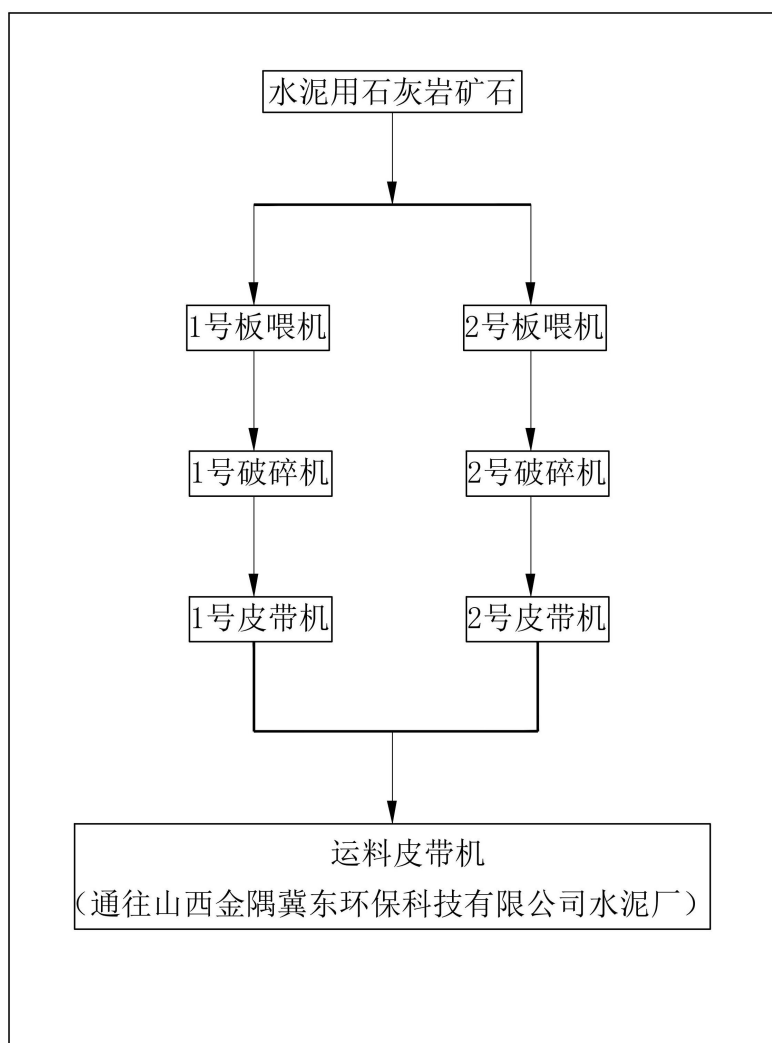 水泥用石灰岩矿石
1号板喂机
2号板喂机
1号破碎机
2号破碎机
1号皮带机
2号皮带机
运料皮带机
（通往山西金隅冀东环保科技有限公司水泥厂）